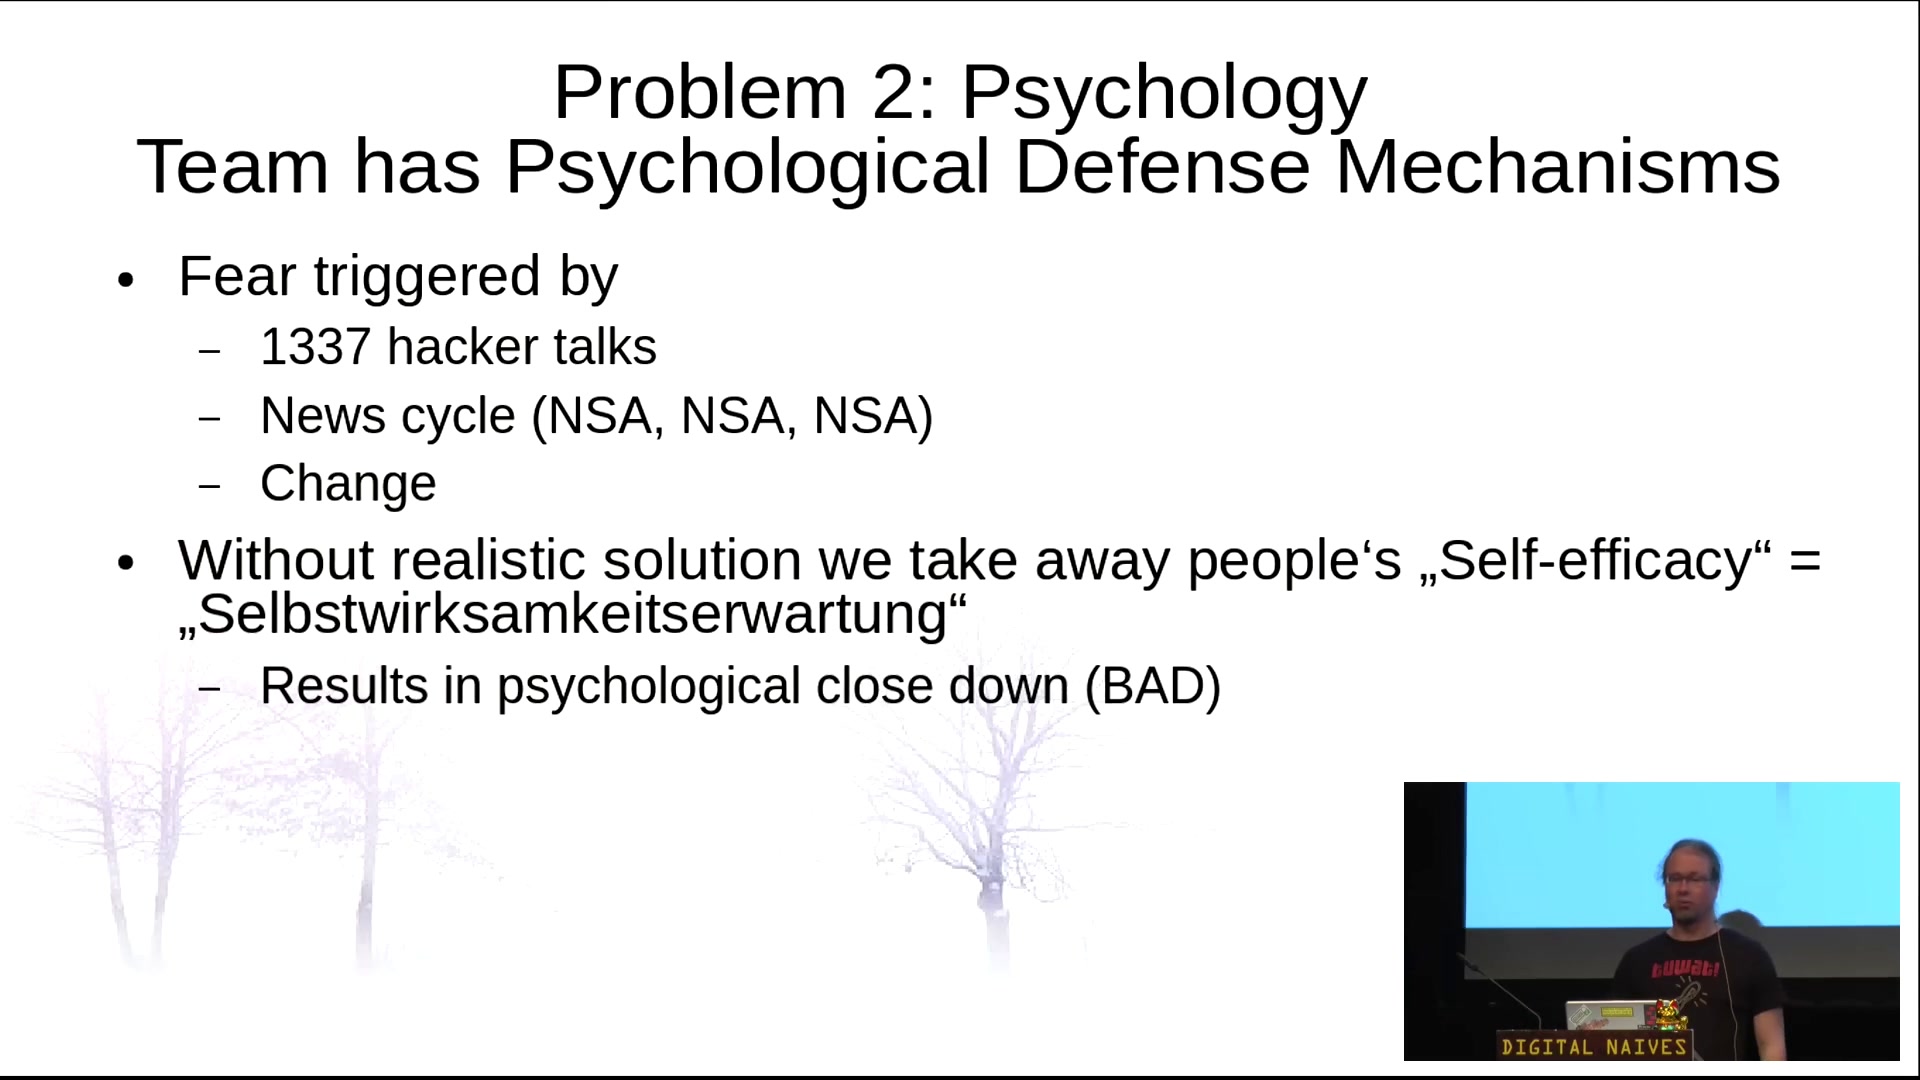 Problem 2: Psychology
Team has Psychological Defense Mechanisms
• Fear triggered by
– 1337 hacker talks
– News cycle (NSA, NSA, NSA)
– Change
• Without realistic solution we take away people‘s „Self-efficacy“ =
„Selbstwirksamkeitserwartung“
– Results in psychological close down (BAD)
tuwat!
DIGITAL NAIVES